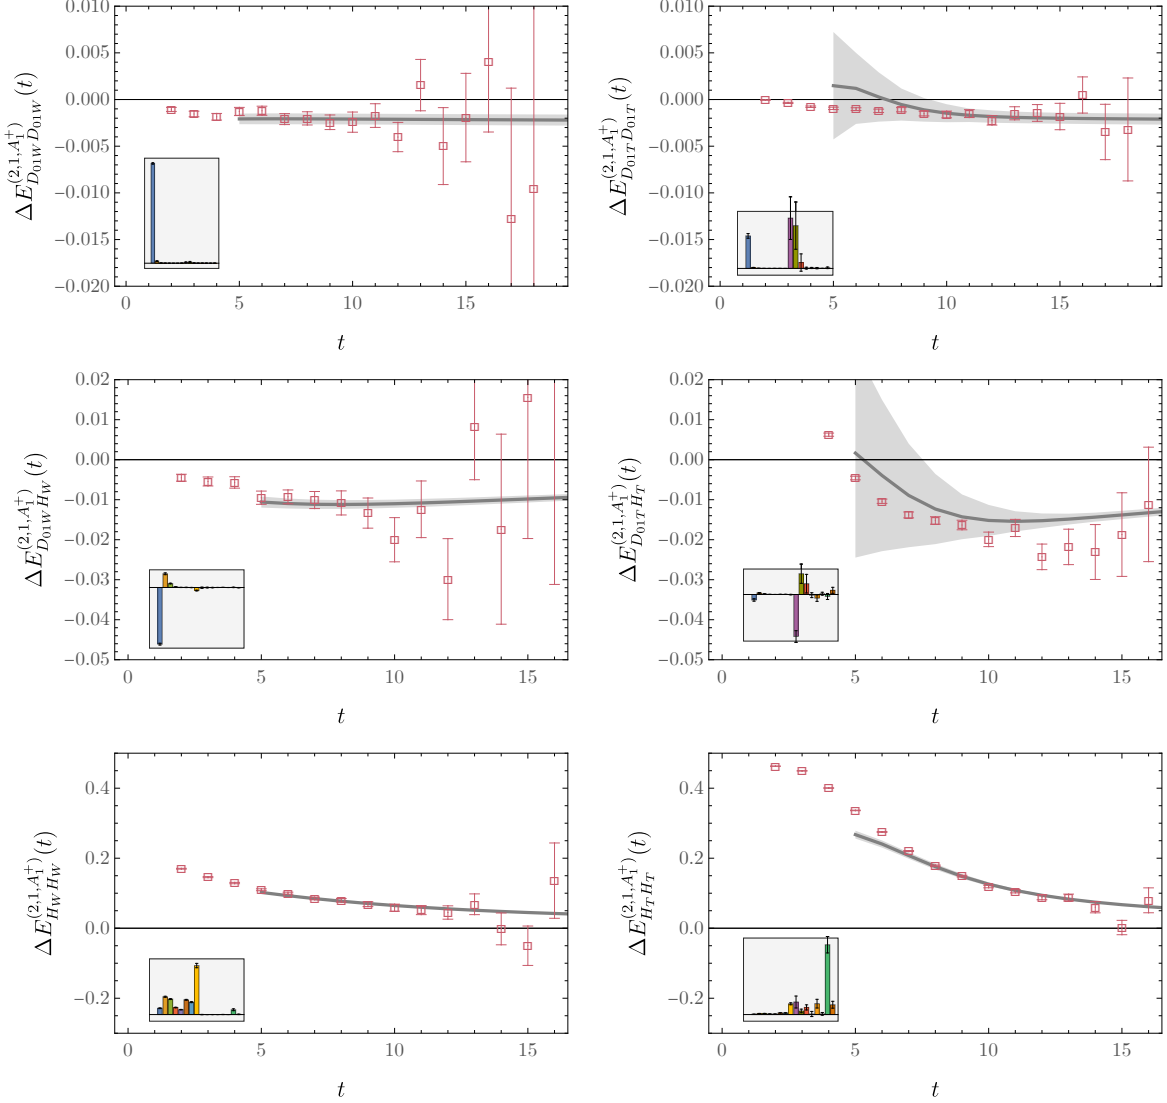 0.010
0.005
0.000
−0.005
−0.010
−0.015
−0.020
0 5 10 15
t
ΔE^{(2,1,A_1^+)}_{D_{01W} D_{01W}}(t)
0.010
0.005
0.000
−0.005
−0.010
−0.015
−0.020
0 5 10 15
t
ΔE^{(2,1,A_1^+)}_{D_{01T} D_{01T}}(t)
0.02
0.01
0.00
−0.01
−0.02
−0.03
−0.04
−0.05
0 5 10 15
t
ΔE^{(2,1,A_1^+)}_{D_{01W} H_W}(t)
0.02
0.01
0.00
−0.01
−0.02
−0.03
−0.04
−0.05
0 5 10 15
t
ΔE^{(2,1,A_1^+)}_{D_{01T} H_T}(t)
0.4
0.2
0.0
−0.2
0 5 10 15
t
ΔE^{(2,1,A_1^+)}_{H_W H_W}(t)
0.4
0.2
0.0
−0.2
0 5 10 15
t
ΔE^{(2,1,A_1^+)}_{H_T H_T}(t)